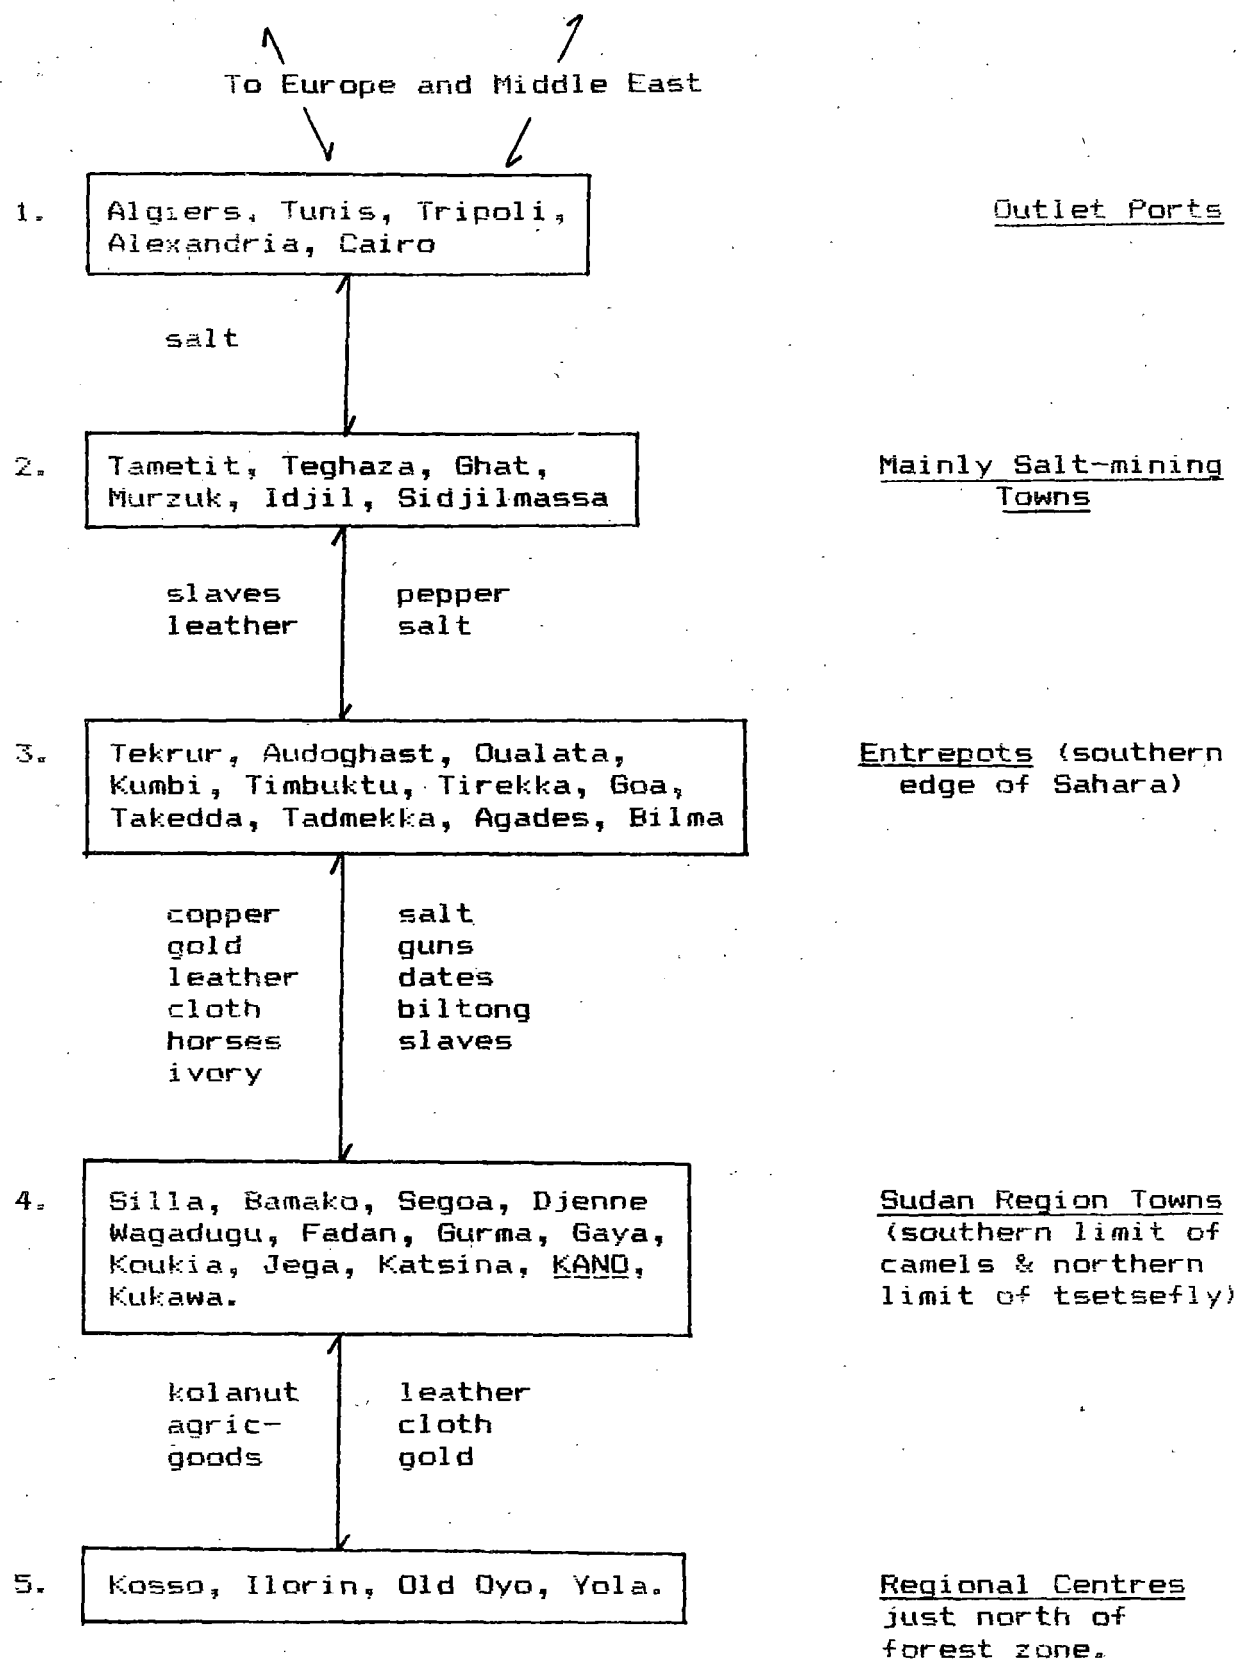 To Europe and Middle East
1. Algiers, Tunis, Tripoli,
Alexandria, Cairo
Outlet Ports
salt
2. Tametit, Teghaza, Ghat,
Murzuk, Idjil, Sidjilmassa
Mainly Salt-mining
Towns
slaves pepper
leather salt
3. Tekrur, Audoghast, Oualata,
Kumbi, Timbuktu, Tirekka, Goa,
Takedda, Tadmekka, Agades, Bilma
Entrepots (southern
edge of Sahara)
copper salt
gold guns
leather dates
cloth biltong
horses slaves
ivory
4. Silla, Bamako, Segoa, Djenne
Wagadugu, Fadan, Gurma, Gaya,
Koukia, Jega, Katsina, KANO,
Kukawa.
Sudan Region Towns
(southern limit of
camels & northern
limit of tsetsefly)
kolanut leather
agric- cloth
goods gold
5. Kosso, Ilorin, Old Oyo, Yola.
Regional Centres
just north of
forest zone.